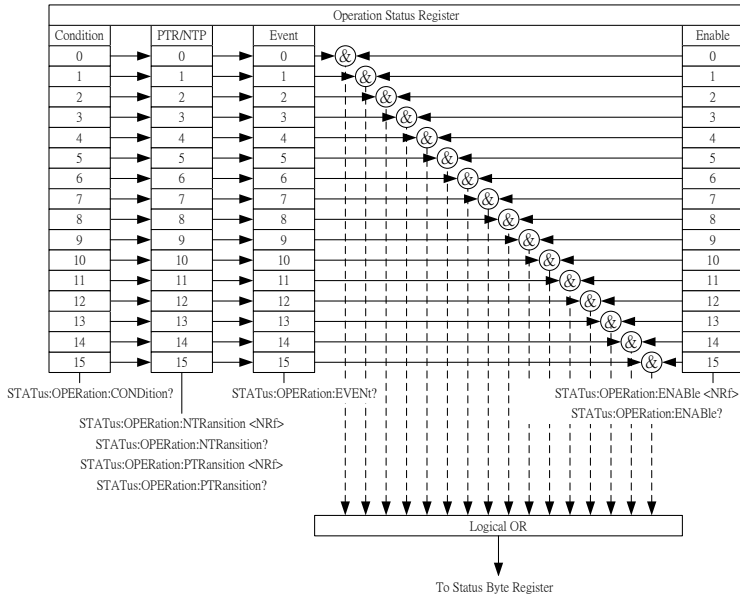 Operation Status Register
Condition PTR/NTP Event Enable
0 0 0 & 0
1 1 1 & 1
2 2 2 & 2
3 3 3 & 3
4 4 4 & 4
5 5 5 & 5
6 6 6 & 6
7 7 7 & 7
8 8 8 & 8
9 9 9 & 9
10 10 10 & 10
11 11 11 & 11
12 12 12 & 12
13 13 13 & 13
14 14 14 & 14
15 15 15 & 15
STATus:OPERation:CONDition? STATus:OPERation:EVENt? STATus:OPERation:ENABle <NRf>
STATus:OPERation:ENABle?
STATus:OPERation:NTRansition <NRf>
STATus:OPERation:NTRansition?
STATus:OPERation:PTRansition <NRf>
STATus:OPERation:PTRansition?
Logical OR
To Status Byte Register